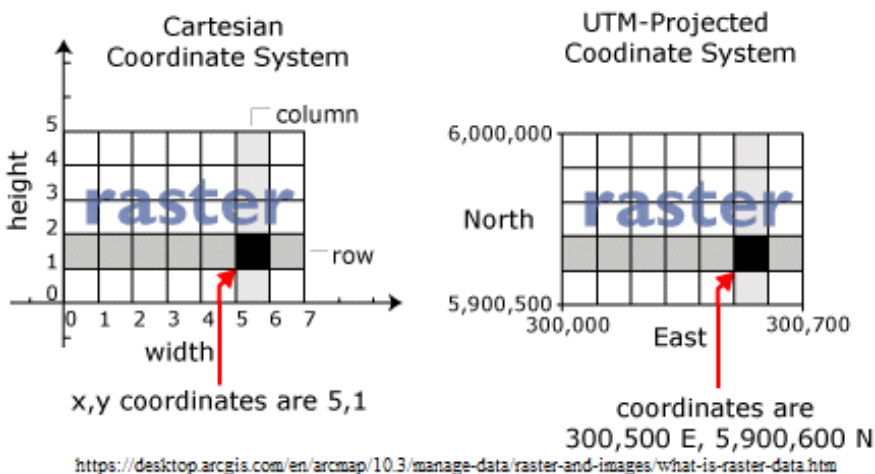 Cartesian
Coordinate System
column
height
5
4
3
2
1
0
raster
row
0 1 2 3 4 5 6 7
width
x,y coordinates are 5,1
UTM-Projected
Coodinate System
6,000,000
raster
North
5,900,500
300,000
300,700
East
coordinates are
300,500 E, 5,900,600 N
https://desktop.arcgis.com/en/arcmap/10.3/manage-data/raster-and-images/what-is-raster-data.htm